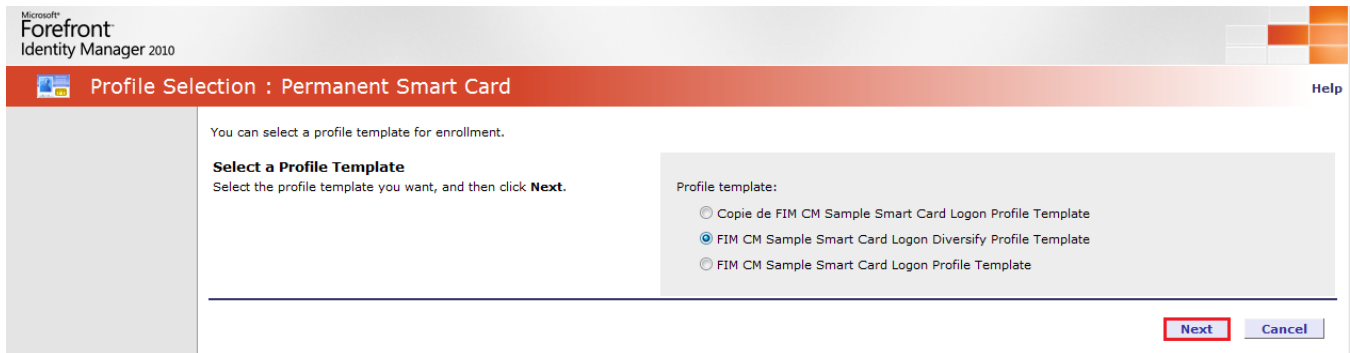 Microsoft®
Forefront™
Identity Manager 2010
Profile Selection : Permanent Smart Card
Help
You can select a profile template for enrollment.
Select a Profile Template
Select the profile template you want, and then click Next.
Profile template:
Copie de FIM CM Sample Smart Card Logon Profile Template
FIM CM Sample Smart Card Logon Diversify Profile Template
FIM CM Sample Smart Card Logon Profile Template
Next Cancel